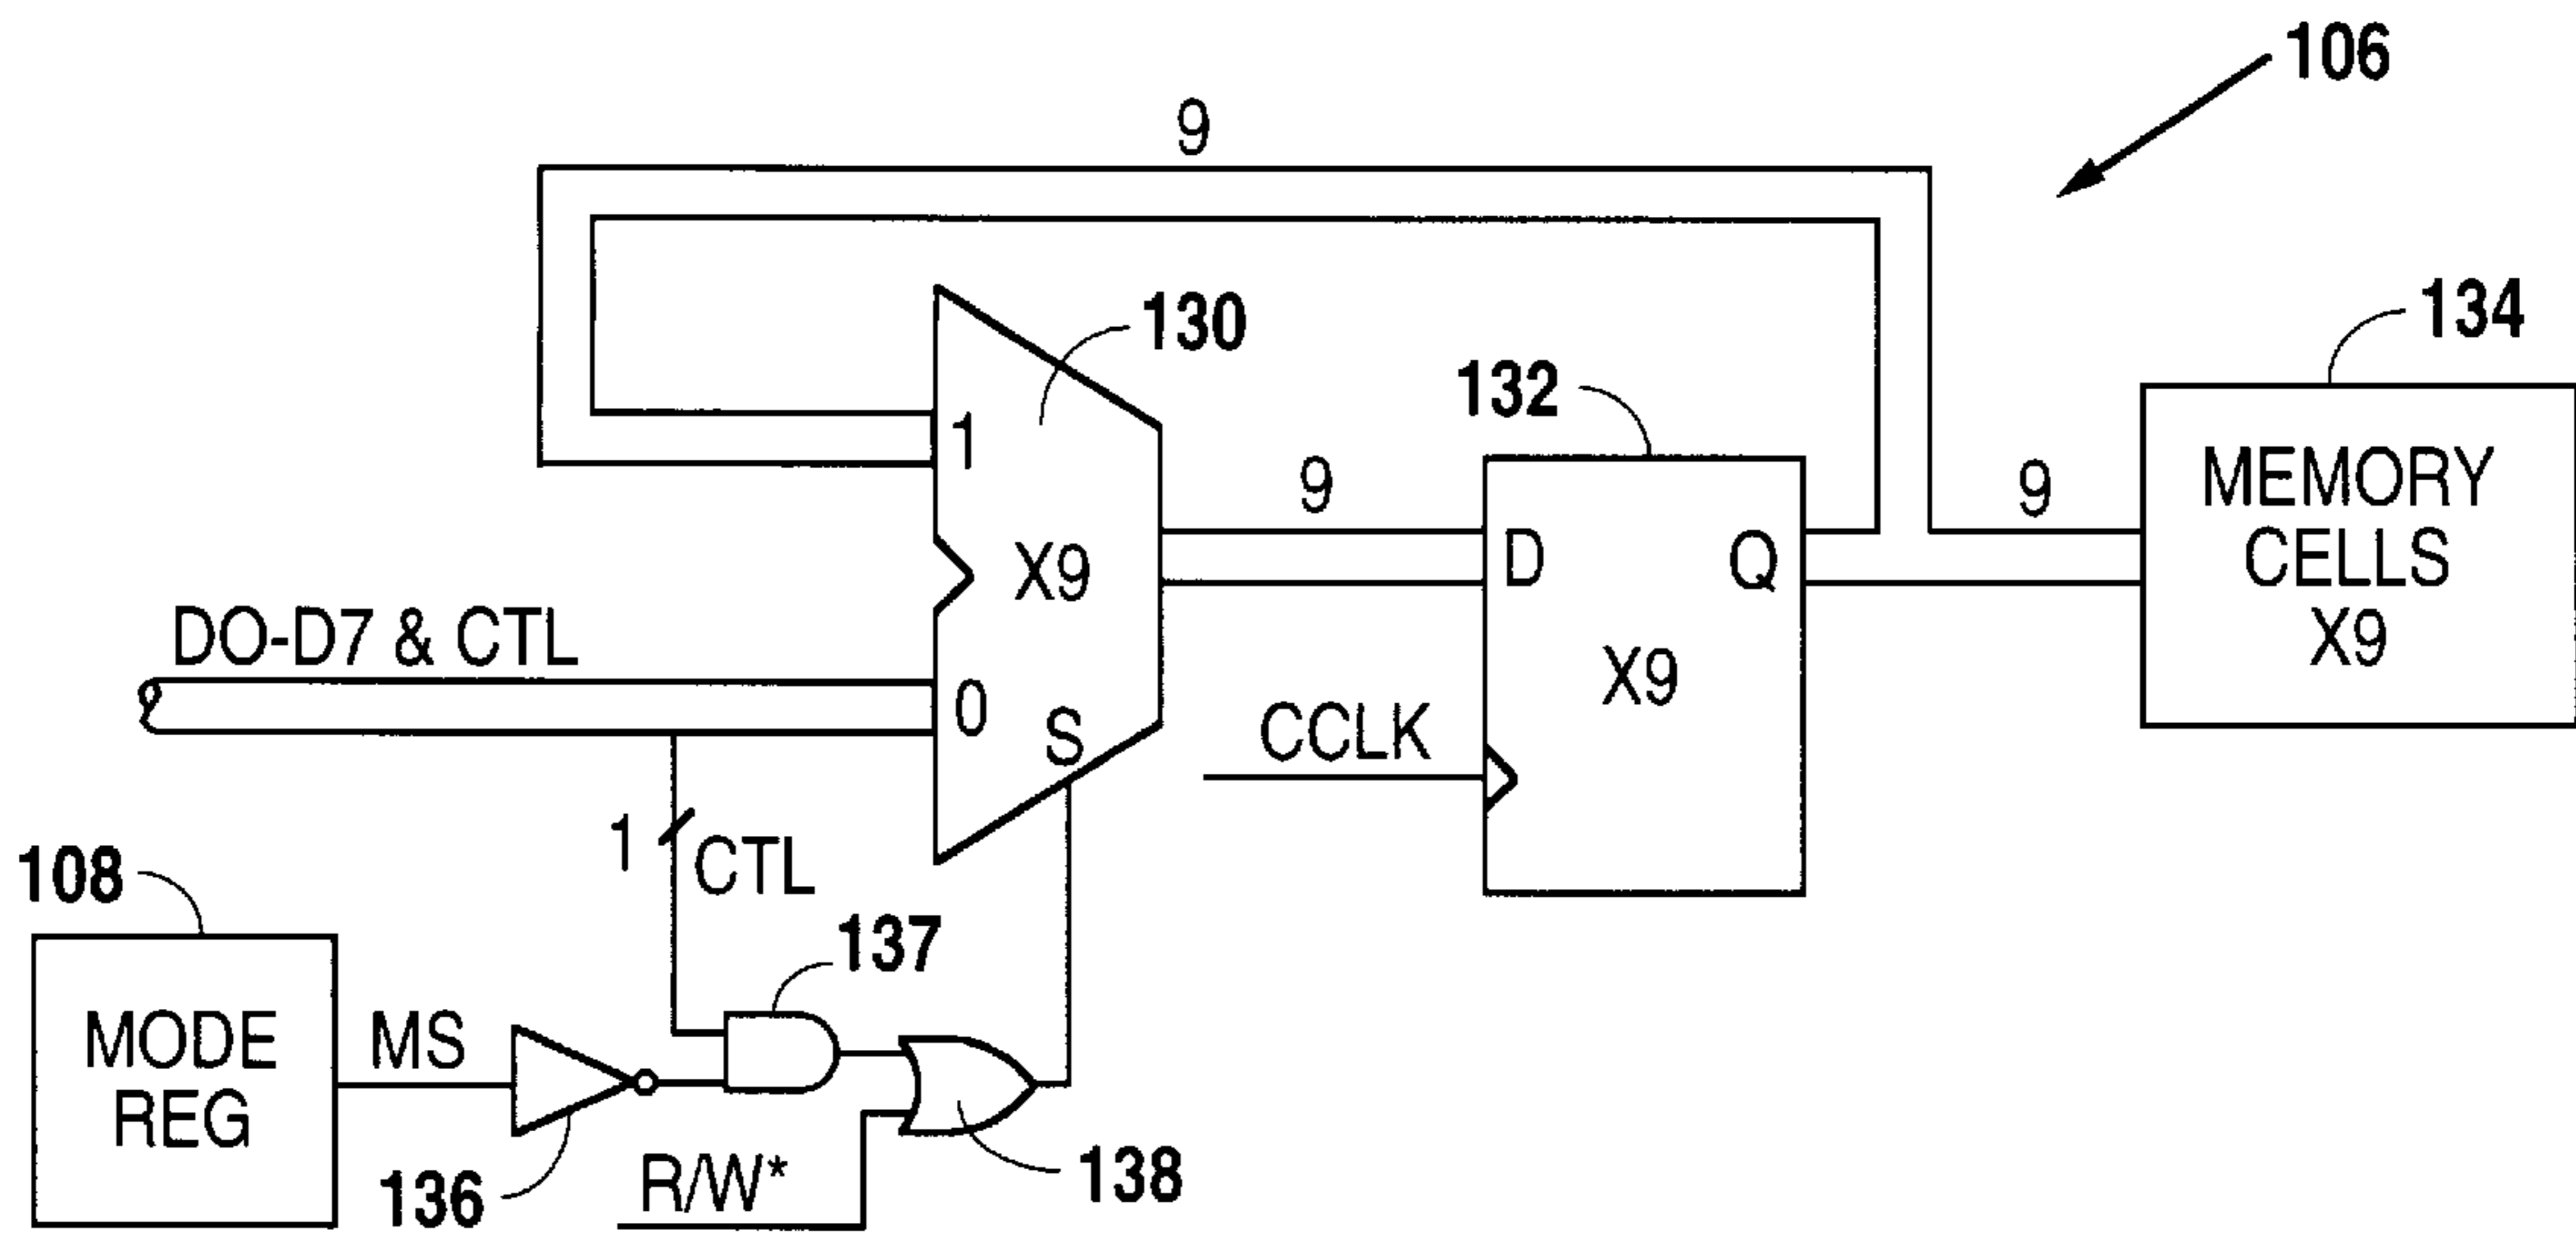 106
9
130
134
132
1
9
9
MEMORY
CELLS
X9
D
Q
X9
X9
DO-D7 & CTL
0
S
CCLK
1
CTL
108
137
MODE
REG
MS
136
R/W*
138